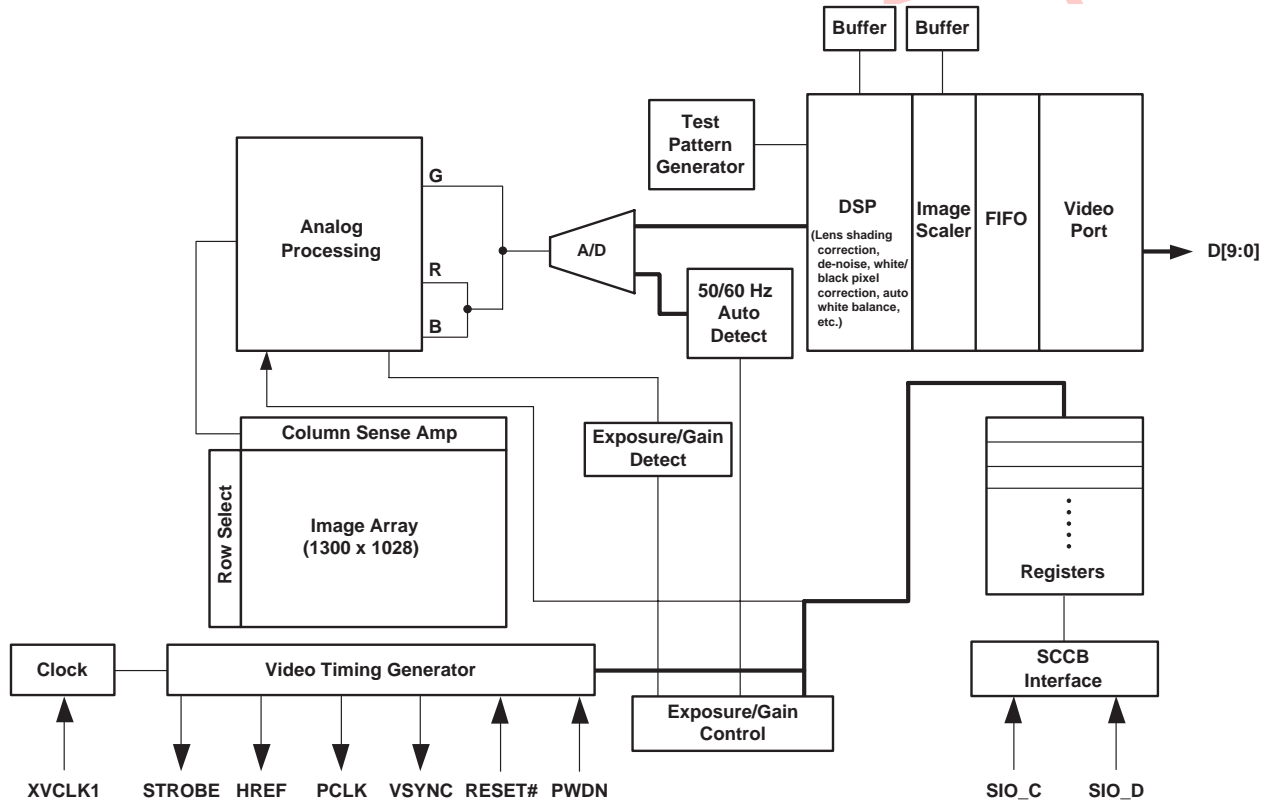 Buffer
Buffer
Test
Pattern
Generator
G
Analog
Processing
R
B
A/D
50/60 Hz
Auto
Detect
DSP
(Lens shading
correction,
de-noise, white/
black pixel
correction, auto
white balance,
etc.)
Image
Scaler
FIFO
Video
Port
D[9:0]
Column Sense Amp
Row Select
Image Array
(1300 x 1028)
Exposure/Gain
Detect
Registers
Clock
Video Timing Generator
SCCB
Interface
Exposure/Gain
Control
XVCLK1
STROBE
HREF
PCLK
VSYNC
RESET#
PWDN
SIO_C
SIO_D